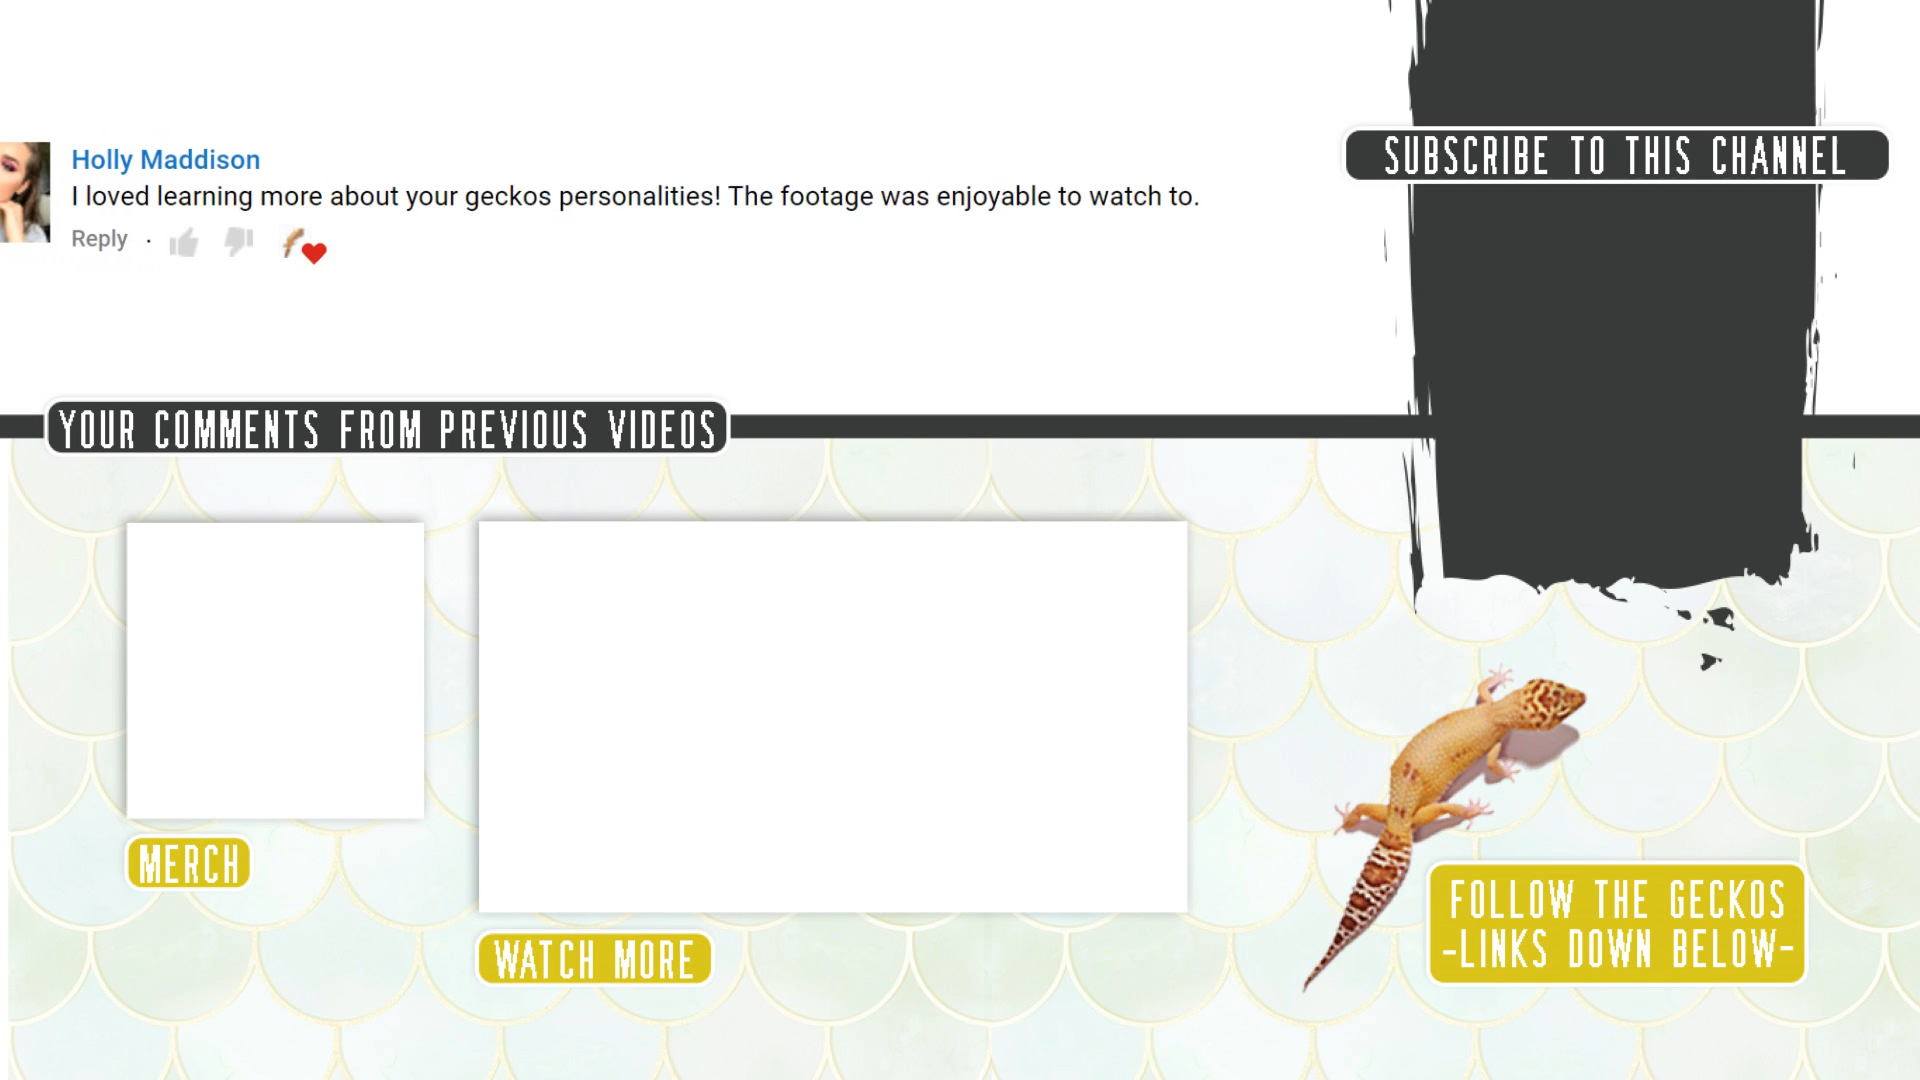 Holly Maddison
I loved learning more about your geckos personalities! The footage was enjoyable to watch to.
Reply ·
SUBSCRIBE TO THIS CHANNEL
YOUR COMMENTS FROM PREVIOUS VIDEOS
MERCH
WATCH MORE
FOLLOW THE GECKOS
-LINKS DOWN BELOW-